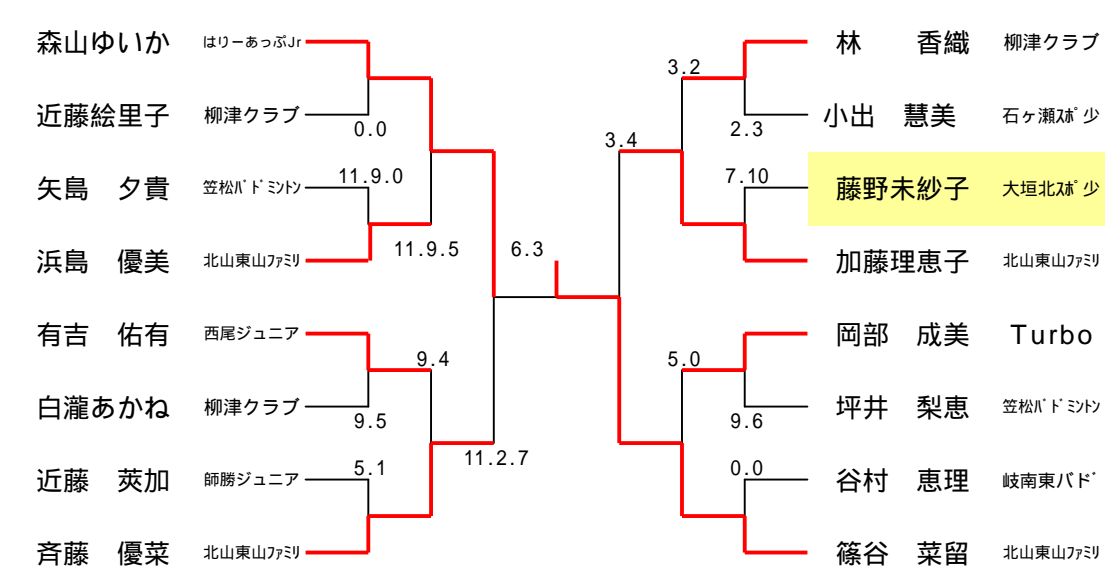 森山ゆいか はりーあっぷJr
近藤絵里子 柳津クラブ
0.0
矢島 夕貴 笠松ﾊﾞﾄﾞﾐﾝﾄﾝ
11.9.0
浜島 優美 北山東山ﾌｧﾐﾘ
11.9.5
6.3
有吉 佑有 西尾ジュニア
9.4
白瀧あかね 柳津クラブ
9.5
近藤 莢加 師勝ジュニア
5.1
11.2.7
斉藤 優菜 北山東山ﾌｧﾐﾘ
林 香織 柳津クラブ
3.2
小出 慧美 石ヶ瀬ｽﾎﾟ少
2.3
3.4
藤野未紗子 大垣北ｽﾎﾟ少
7.10
加藤理恵子 北山東山ﾌｧﾐﾘ
岡部 成美 Turbo
5.0
坪井 梨恵 笠松ﾊﾞﾄﾞﾐﾝﾄﾝ
9.6
谷村 恵理 岐南東バドﾞ
0.0
篠谷 菜留 北山東山ﾌｧﾐﾘ